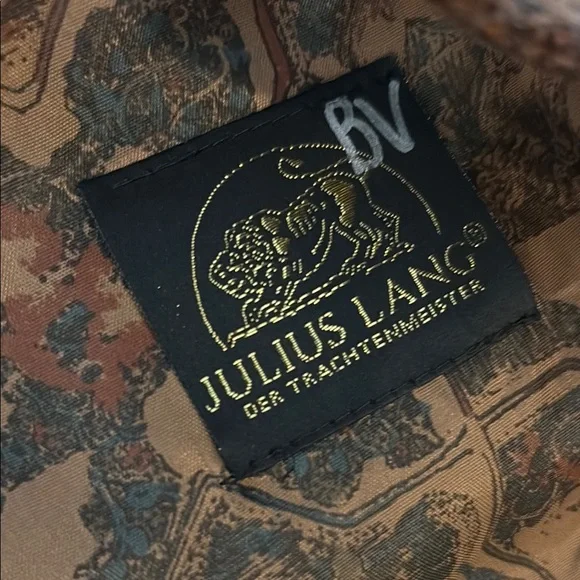 BV
JULIUS LANG®
DER TRACHTENMEISTER